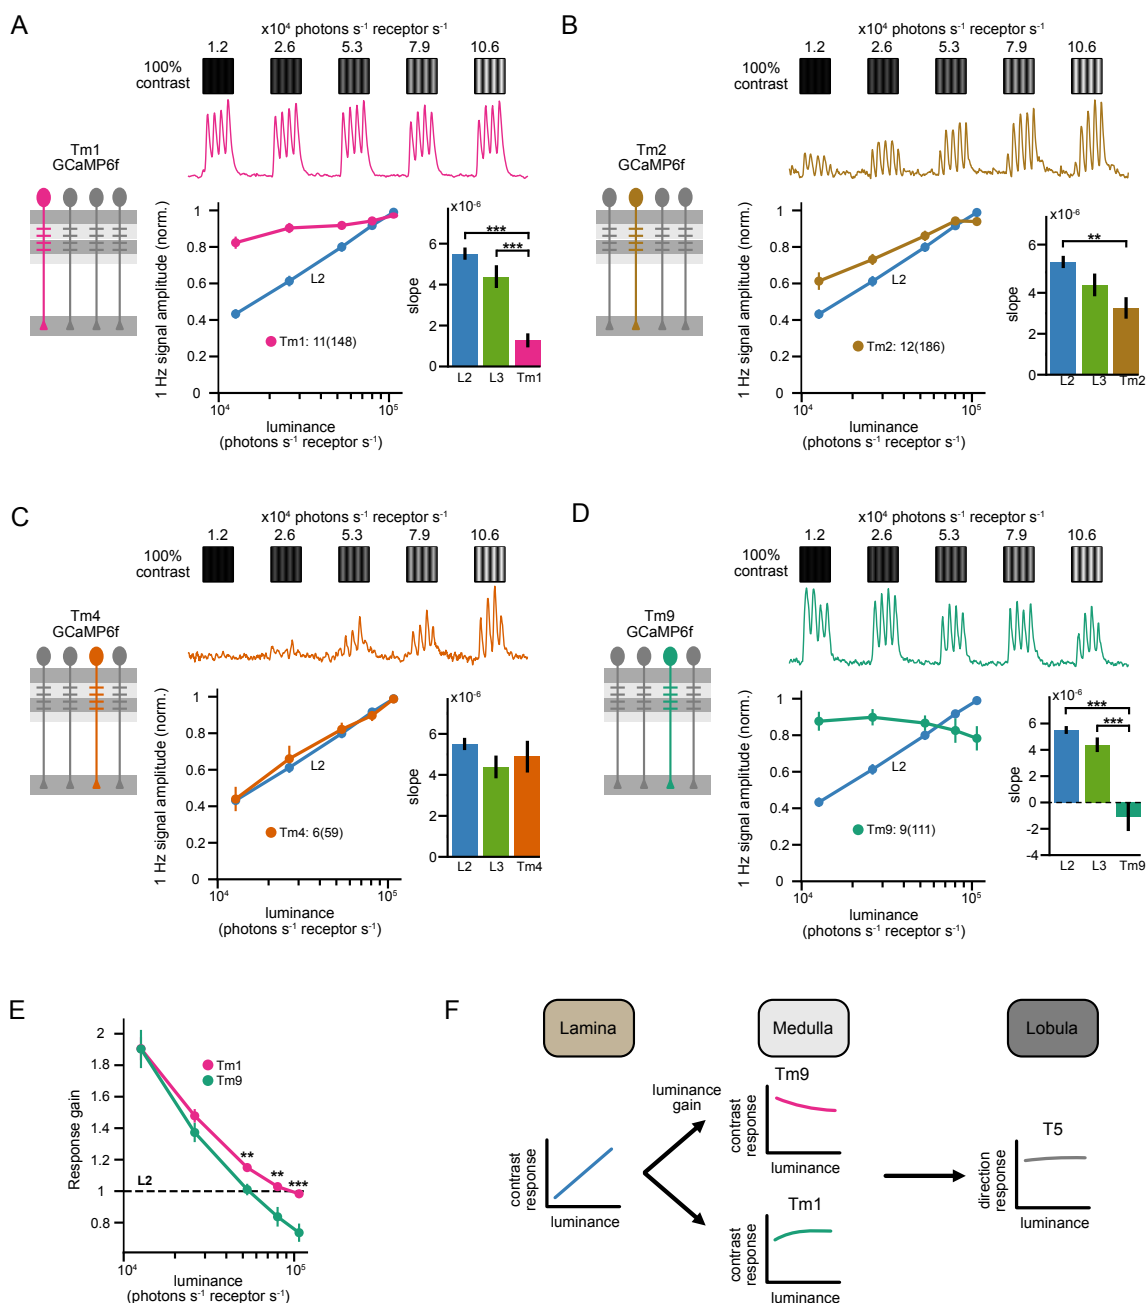 A
x10⁴ photons s⁻¹ receptor s⁻¹
1.2 2.6 5.3 7.9 10.6
100%
contrast
Tm1
GCaMP6f
1 Hz signal amplitude (norm.)
1
0.8
0.6
0.4
0.2
0
L2
Tm1: 11(148)
10⁴ 10⁵
luminance
(photons s⁻¹ receptor s⁻¹)
x10⁻⁶
***
***
slope
6
4
2
0
L2 L3 Tm1
B
x10⁴ photons s⁻¹ receptor s⁻¹
1.2 2.6 5.3 7.9 10.6
100%
contrast
Tm2
GCaMP6f
1 Hz signal amplitude (norm.)
1
0.8
0.6
0.4
0.2
0
L2
Tm2: 12(186)
10⁴ 10⁵
luminance
(photons s⁻¹ receptor s⁻¹)
x10⁻⁶
**
slope
6
4
2
0
L2 L3 Tm2
C
x10⁴ photons s⁻¹ receptor s⁻¹
1.2 2.6 5.3 7.9 10.6
100%
contrast
Tm4
GCaMP6f
1 Hz signal amplitude (norm.)
1
0.8
0.6
0.4
0.2
0
L2
Tm4: 6(59)
10⁴ 10⁵
luminance
(photons s⁻¹ receptor s⁻¹)
x10⁻⁶
slope
6
4
2
0
L2 L3 Tm4
D
x10⁴ photons s⁻¹ receptor s⁻¹
1.2 2.6 5.3 7.9 10.6
100%
contrast
Tm9
GCaMP6f
1 Hz signal amplitude (norm.)
1
0.8
0.6
0.4
0.2
0
L2
Tm9: 9(111)
10⁴ 10⁵
luminance
(photons s⁻¹ receptor s⁻¹)
x10⁻⁶
***
***
slope
6
4
2
0
-2
-4
L2 L3 Tm9
E
Response gain
2
1.8
1.6
1.4
1.2
1
0.8
Tm1
Tm9
L2
** ** ***
10⁴ 10⁵
luminance
(photons s⁻¹ receptor s⁻¹)
F
Lamina
Medulla
Lobula
contrast
response
luminance
luminance
gain
Tm9
contrast
response
luminance
Tm1
contrast
response
luminance
T5
direction
response
luminance